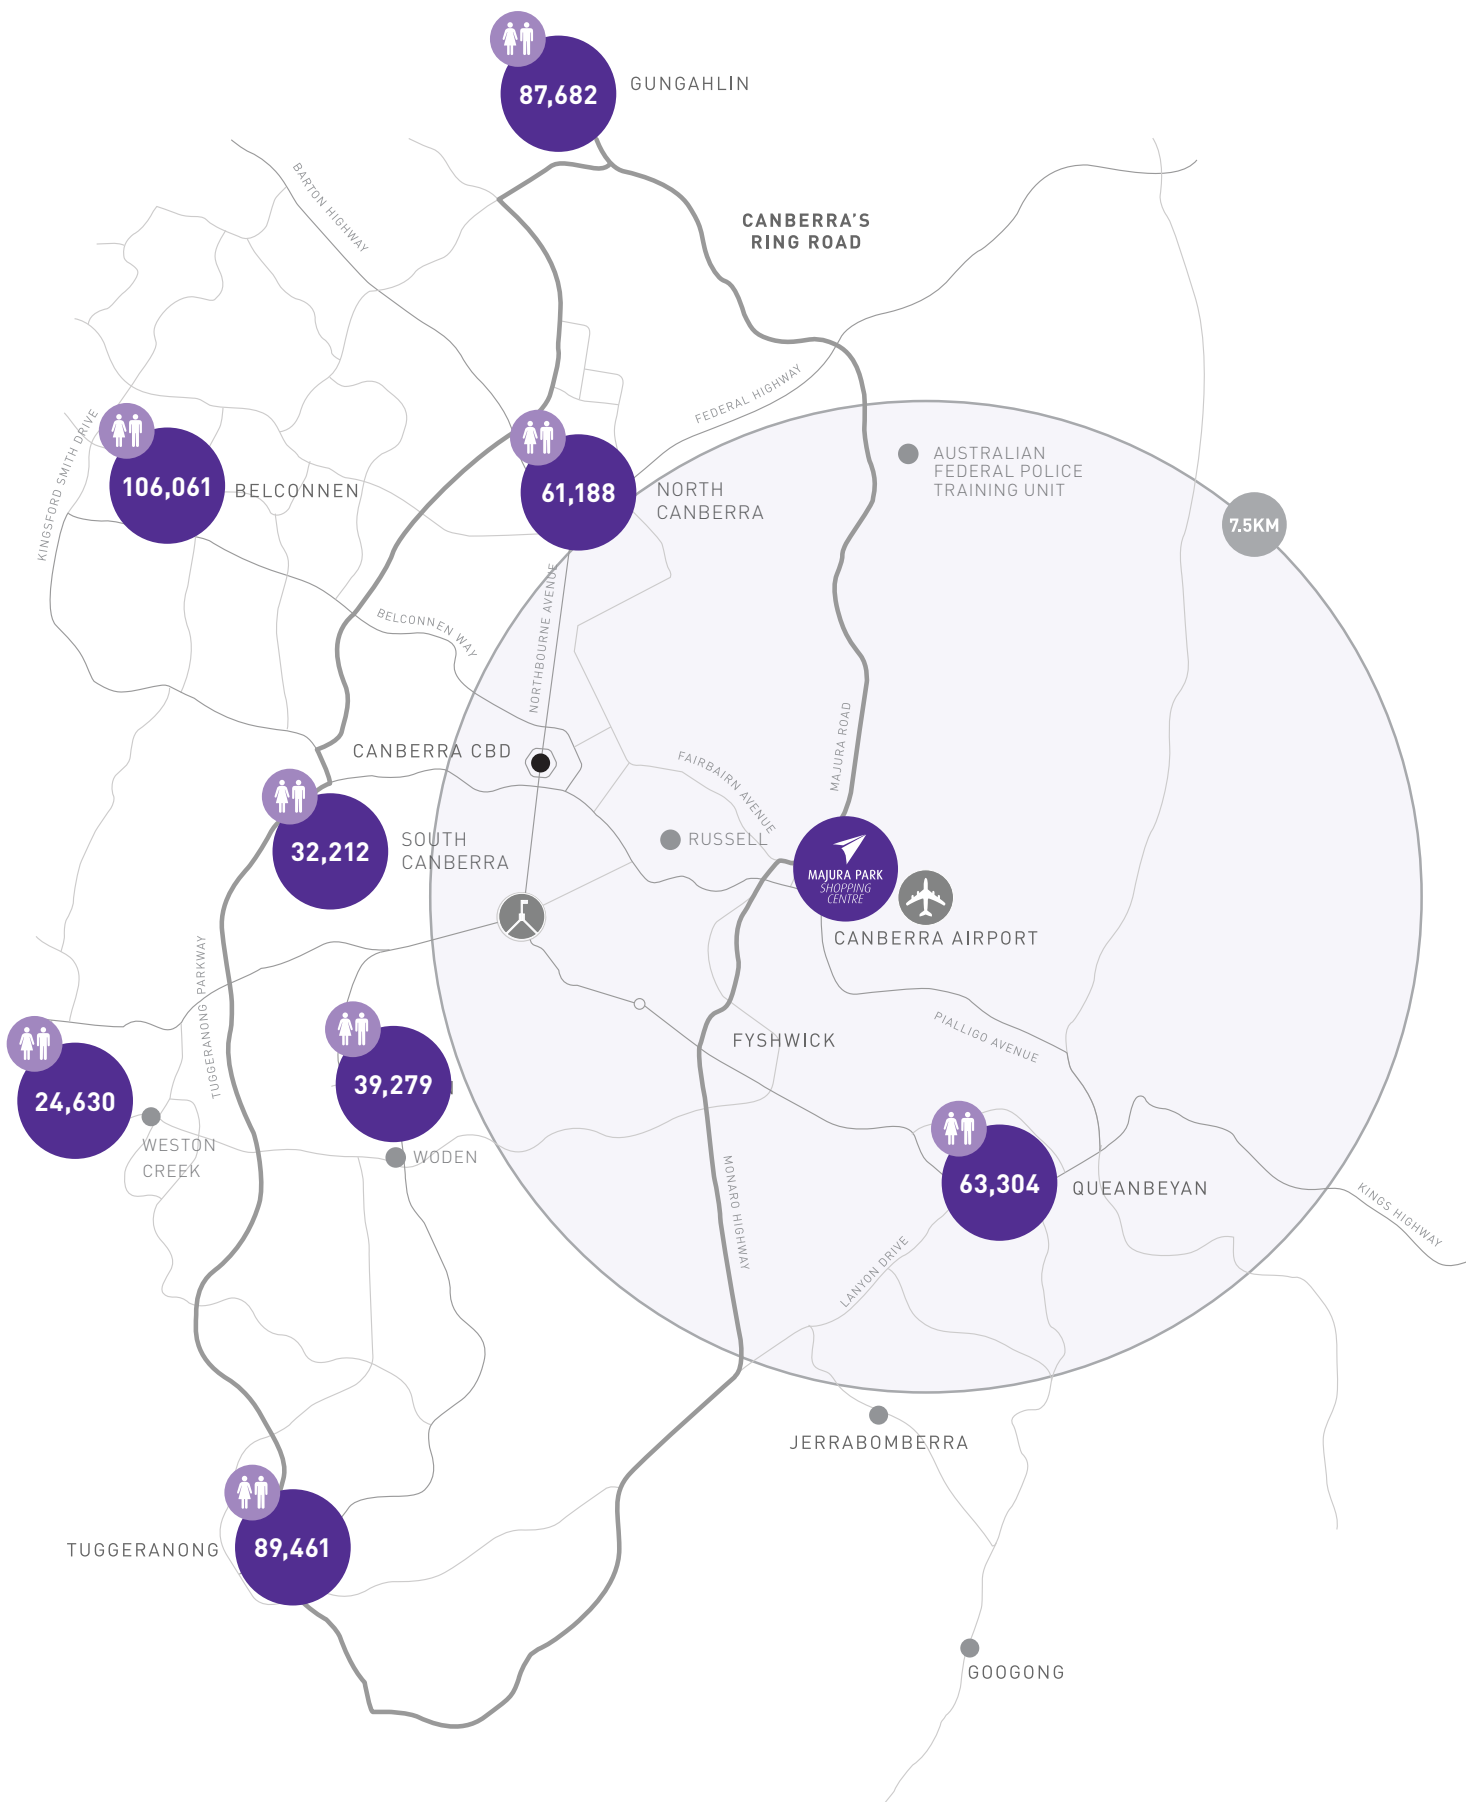 87,682
GUNGAHLIN
BARTON HIGHWAY
CANBERRA'S
RING ROAD
FEDERAL HIGHWAY
KINGSFORD SMITH DRIVE
106,061
BELCONNEN
61,188
NORTH
CANBERRA
AUSTRALIAN
FEDERAL POLICE
TRAINING UNIT
7.5KM
BELCONNEN WAY
NORTHBOURNE AVENUE
CANBERRA CBD
FAIRBAIRN AVENUE
MAJURA ROAD
32,212
SOUTH
CANBERRA
RUSSELL
MAJURA PARK
SHOPPING
CENTRE
CANBERRA AIRPORT
TUGGERANONG PARKWAY
PIALLIGO AVENUE
FYSHWICK
24,630
WESTON
CREEK
39,279
WODEN
MONARO HIGHWAY
63,304
QUEANBEYAN
KINGS HIGHWAY
LANYON DRIVE
JERRABOMBERRA
TUGGERANONG
89,461
GOOGONG